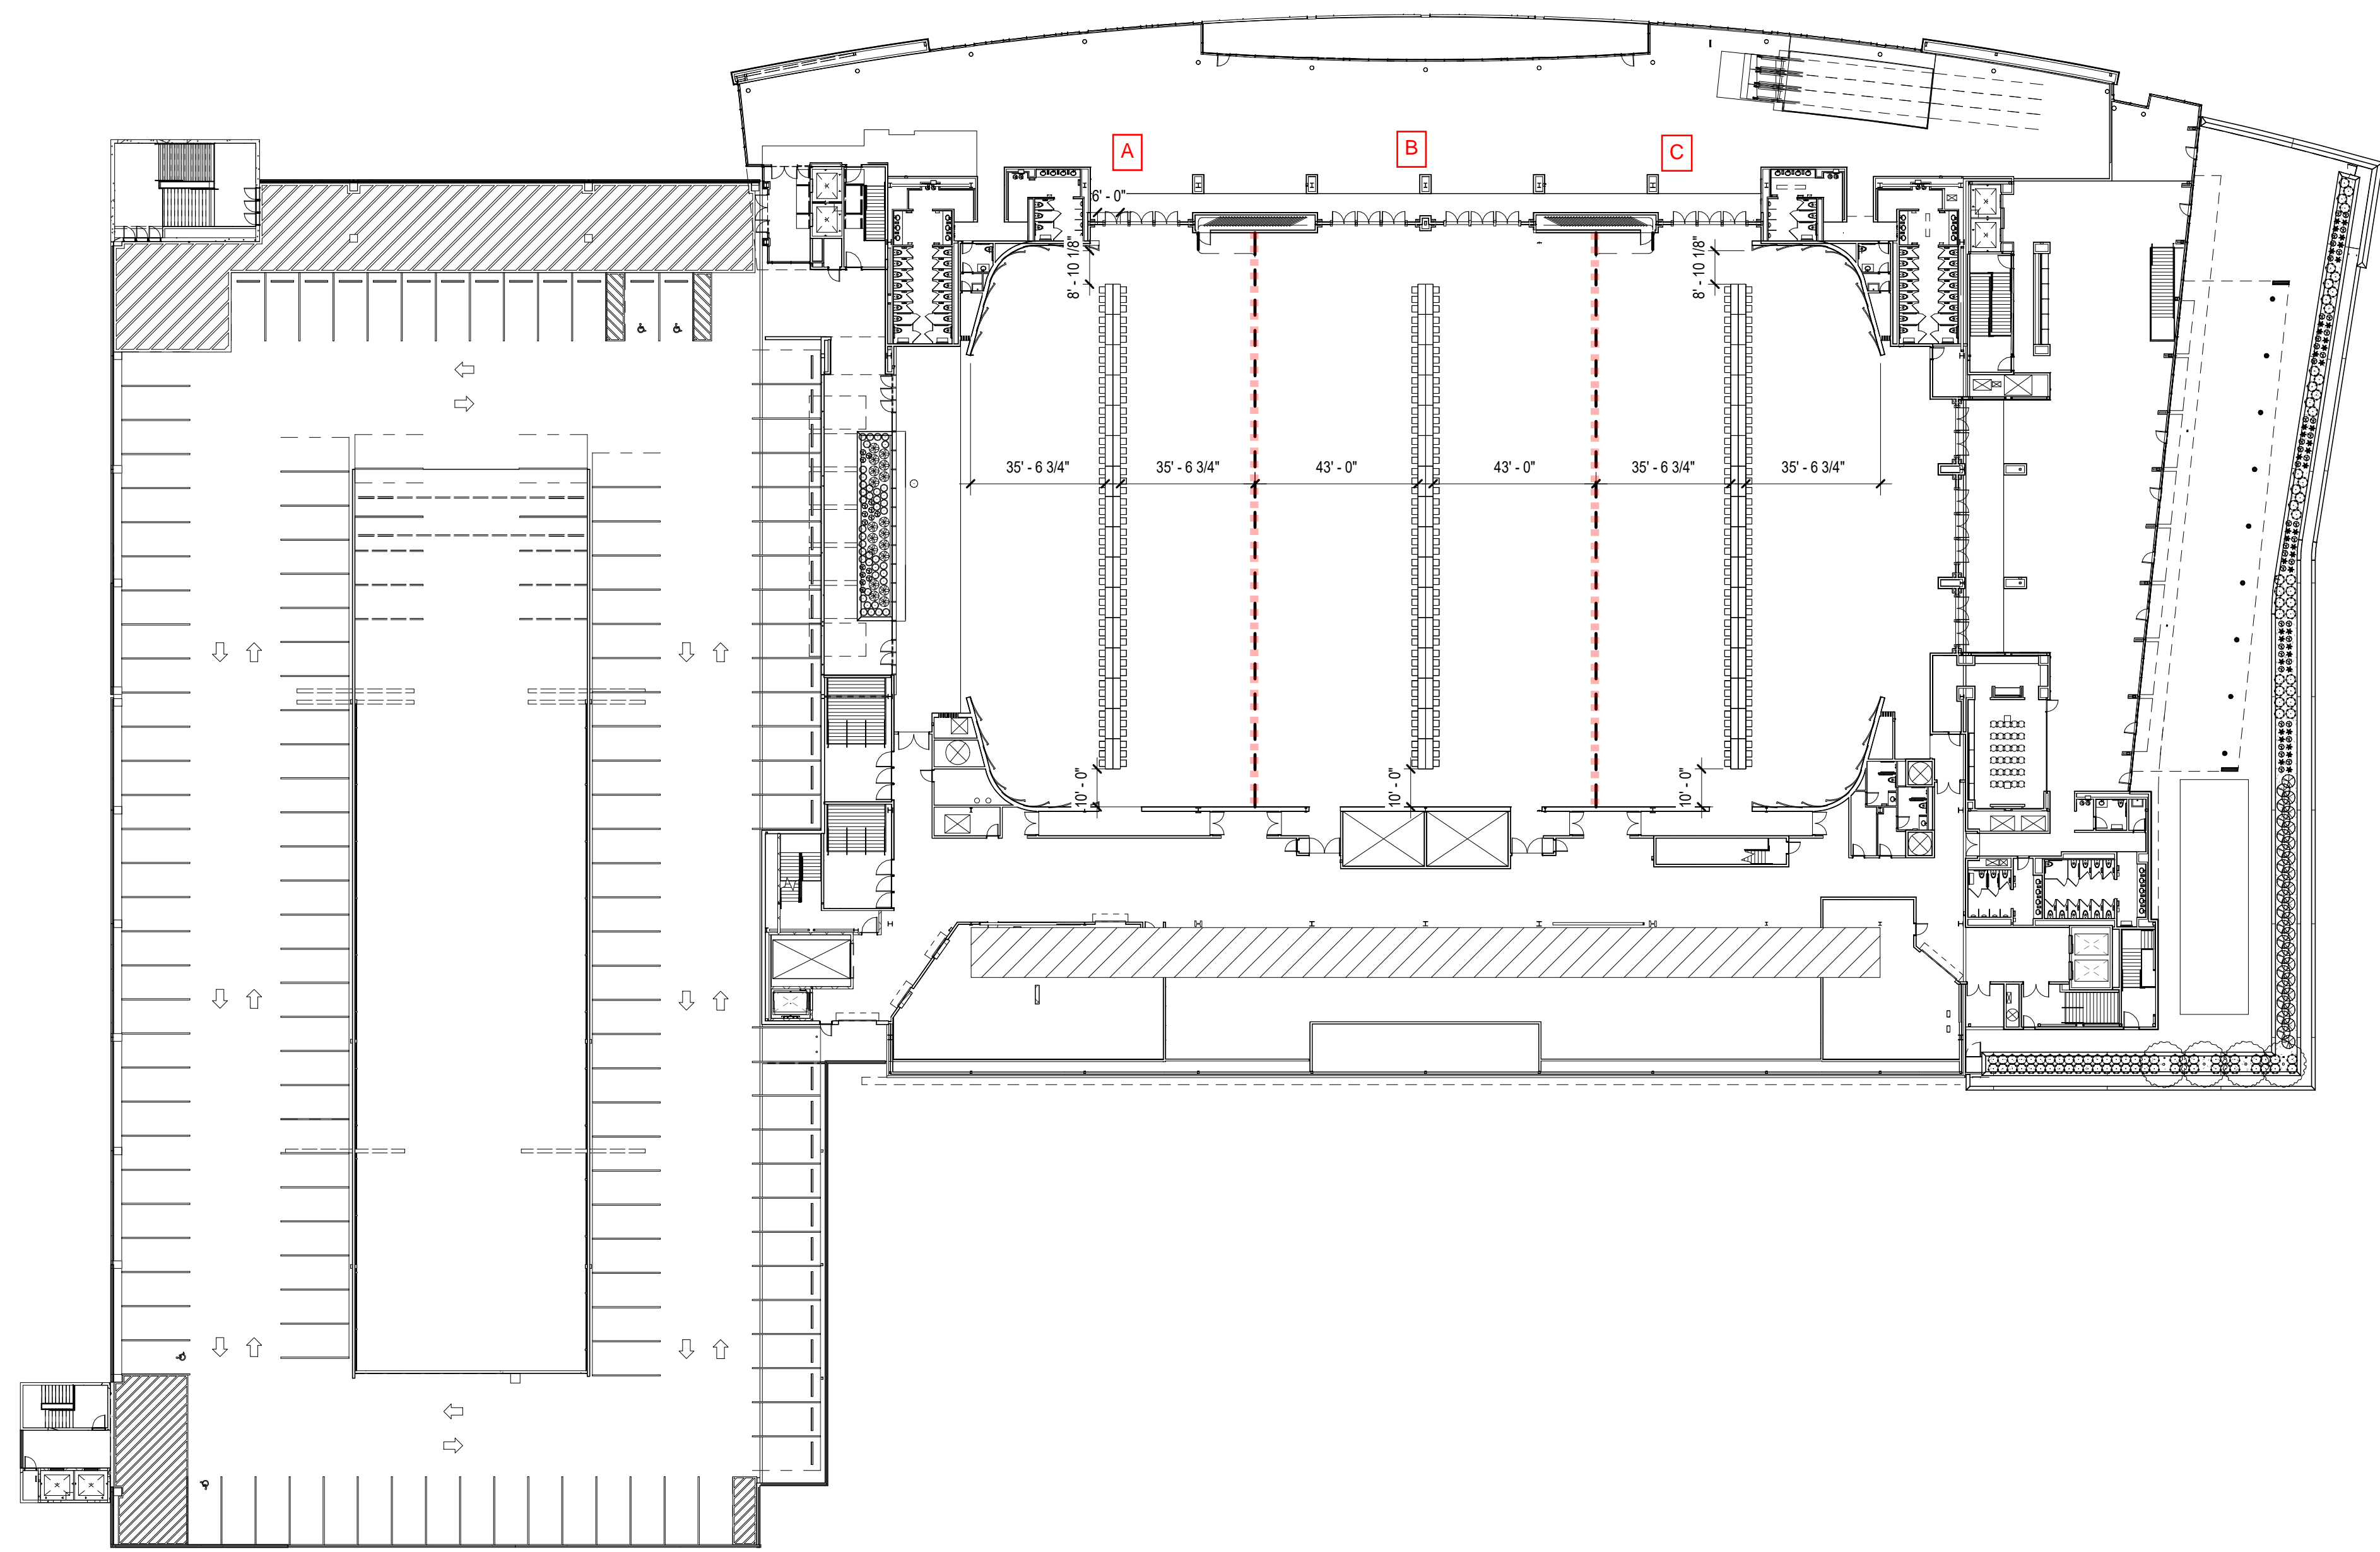 A
B
C
6' - 0"
8' - 10 1/8"
8' - 10 1/8"
35' - 6 3/4"
35' - 6 3/4"
43' - 0"
43' - 0"
35' - 6 3/4"
35' - 6 3/4"
10' - 0"
10' - 0"
10' - 0"